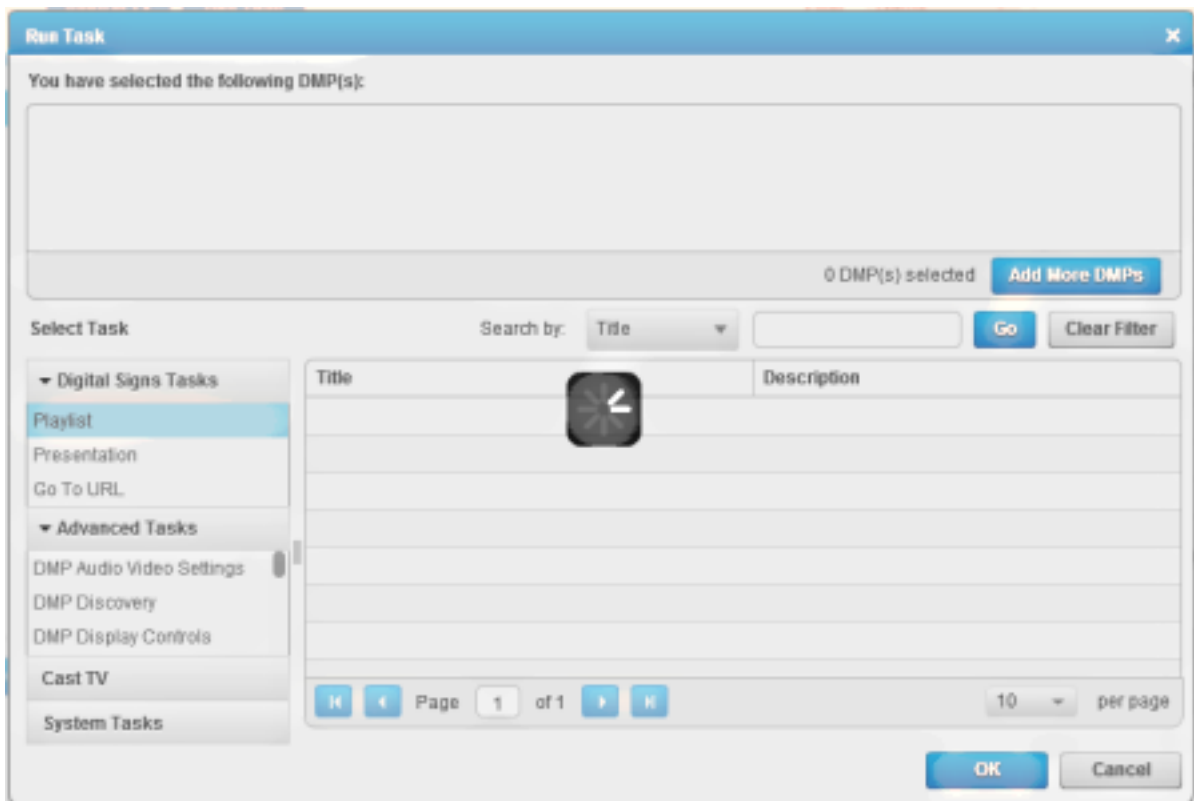 Run Task
You have selected the following DMP(s):
0 DMP(s) selected Add More DMPs
Select Task Search by: Title Go Clear Filter
Digital Signs Tasks
Title Description
Playlist
Presentation
Go To URL
Advanced Tasks
DMP Audio Video Settings
DMP Discovery
DMP Display Controls
Cast TV
System Tasks
Page 1 of 1 10 per page
OK Cancel